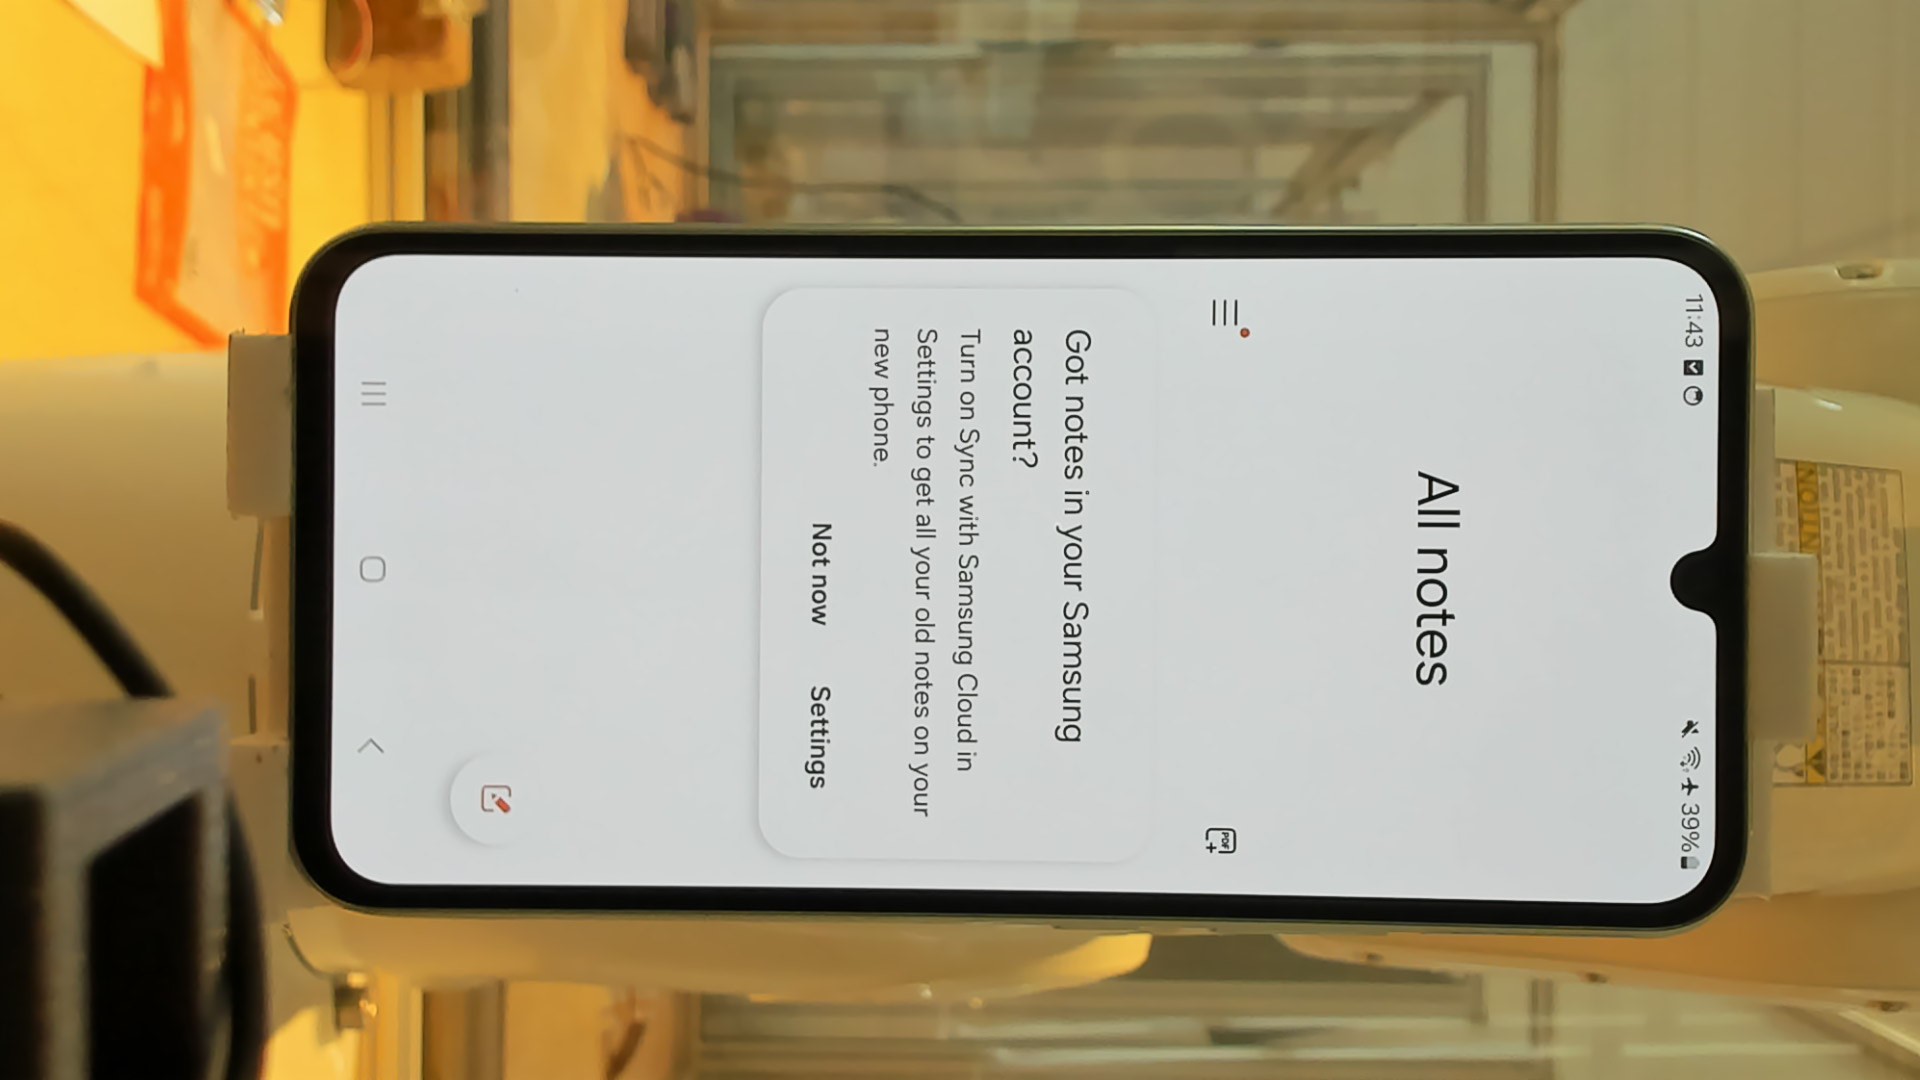 11:43
39%
All notes
PDF
Got notes in your Samsung
account?
Turn on Sync with Samsung Cloud in
Settings to get all your old notes on your
new phone.
Not now Settings